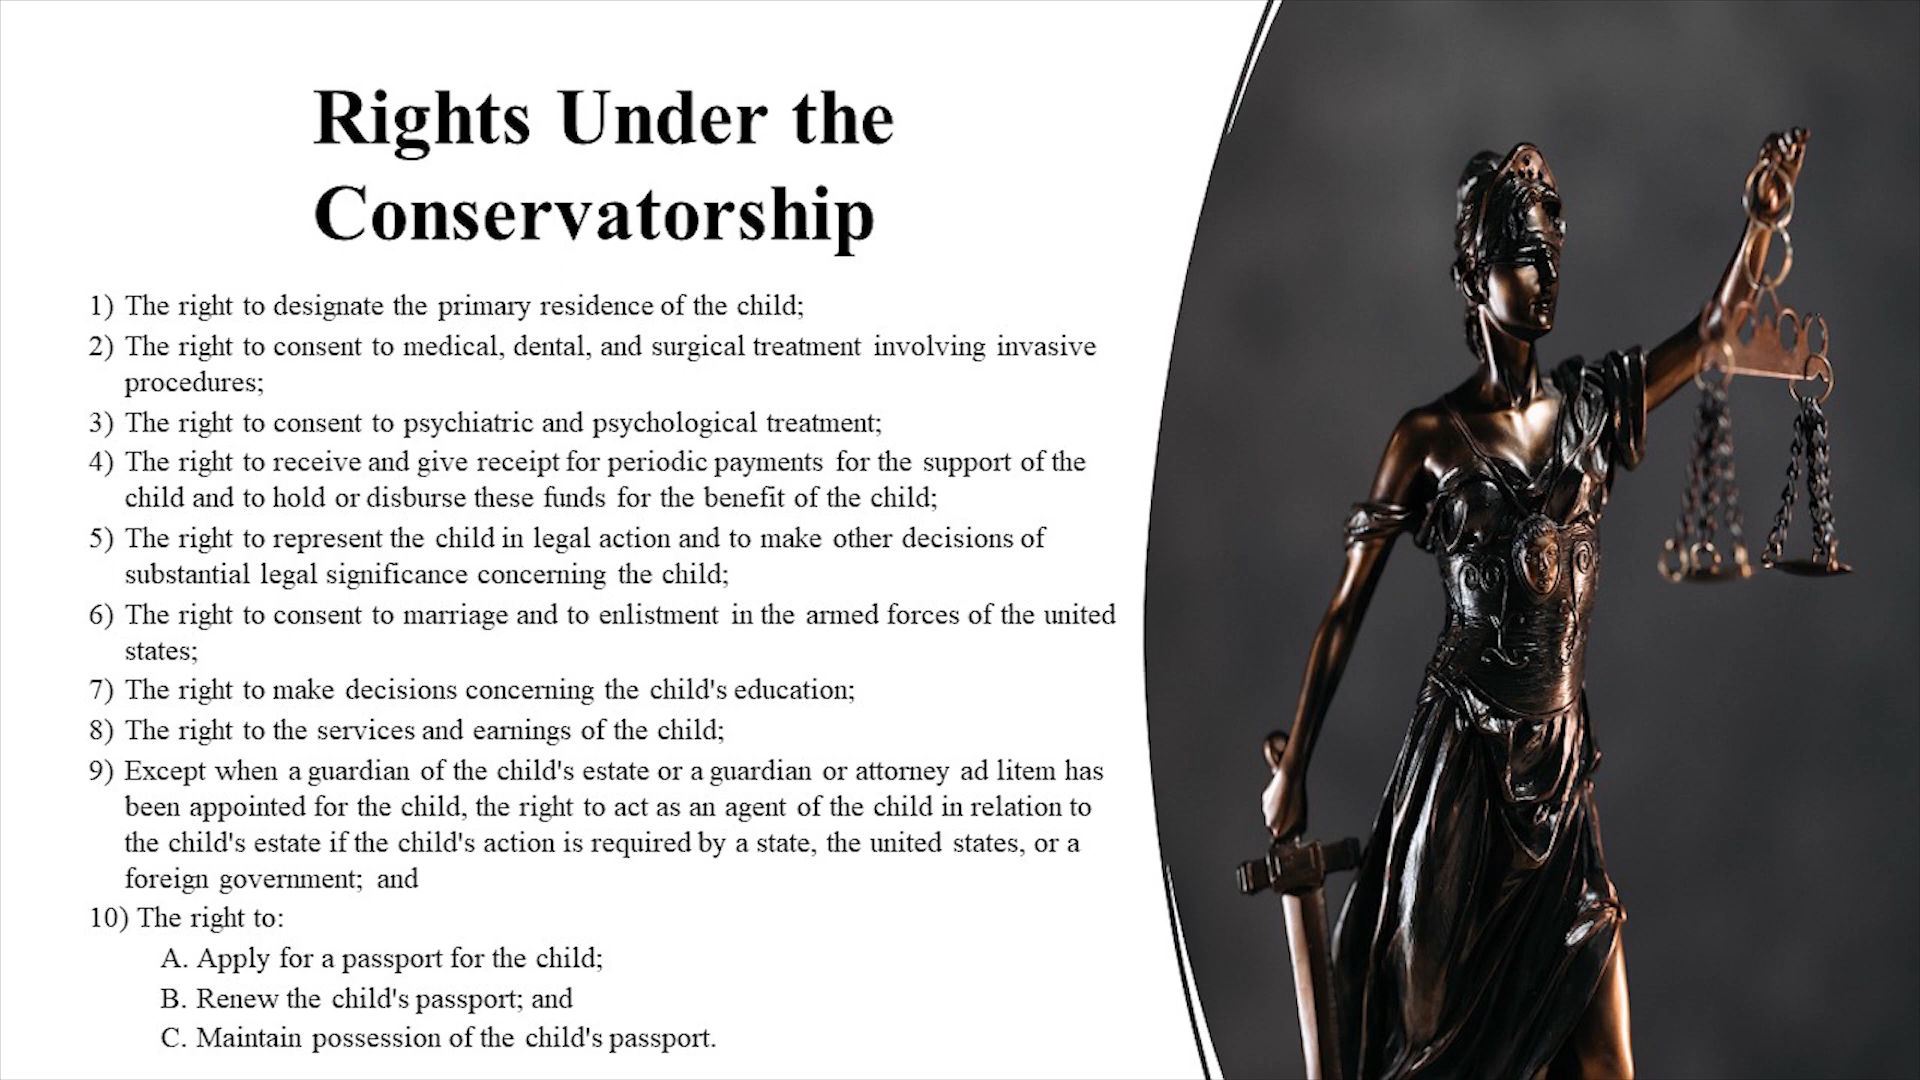 Rights Under the
Conservatorship
1) The right to designate the primary residence of the child;
2) The right to consent to medical, dental, and surgical treatment involving invasive
procedures;
3) The right to consent to psychiatric and psychological treatment;
4) The right to receive and give receipt for periodic payments for the support of the
child and to hold or disburse these funds for the benefit of the child;
5) The right to represent the child in legal action and to make other decisions of
substantial legal significance concerning the child;
6) The right to consent to marriage and to enlistment in the armed forces of the united
states;
7) The right to make decisions concerning the child's education;
8) The right to the services and earnings of the child;
9) Except when a guardian of the child's estate or a guardian or attorney ad litem has
been appointed for the child, the right to act as an agent of the child in relation to
the child's estate if the child's action is required by a state, the united states, or a
foreign government; and
10) The right to:
A. Apply for a passport for the child;
B. Renew the child's passport; and
C. Maintain possession of the child's passport.